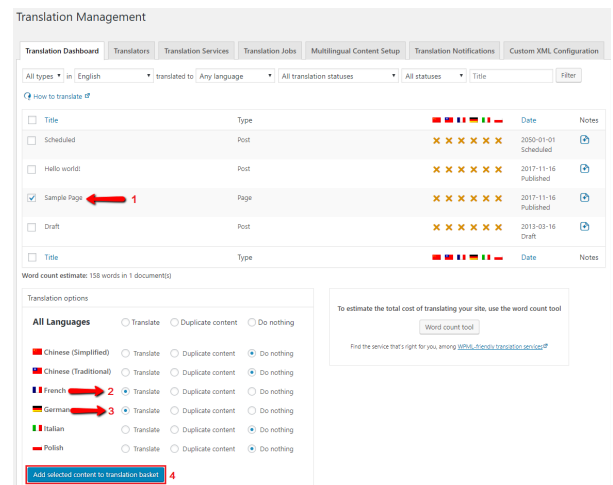 Translation Management
Translation Dashboard Translators Translation Services Translation Jobs Multilingual Content Setup Translation Notifications Custom XML Configuration
All types in English translated to Any language All translation statuses All statuses Title Filter
How to translate
Title Type Date Notes
Scheduled Post 2050-01-01
Scheduled
Hello world! Post 2017-11-16
Published
Sample Page 1 Page 2017-11-16
Published
Draft Post 2013-03-16
Draft
Title Type Date Notes
Word count estimate: 158 words in 1 document(s)
Translation options
All Languages Translate Duplicate content Do nothing
Chinese (Simplified) Translate Duplicate content Do nothing
Chinese (Traditional) Translate Duplicate content Do nothing
French 2 Translate Duplicate content Do nothing
German 3 Translate Duplicate content Do nothing
Italian Translate Duplicate content Do nothing
Polish Translate Duplicate content Do nothing
Add selected content to translation basket 4
To estimate the total cost of translating your site, use the word count tool
Word count tool
Find the service that's right for you, among WPML-friendly translation services